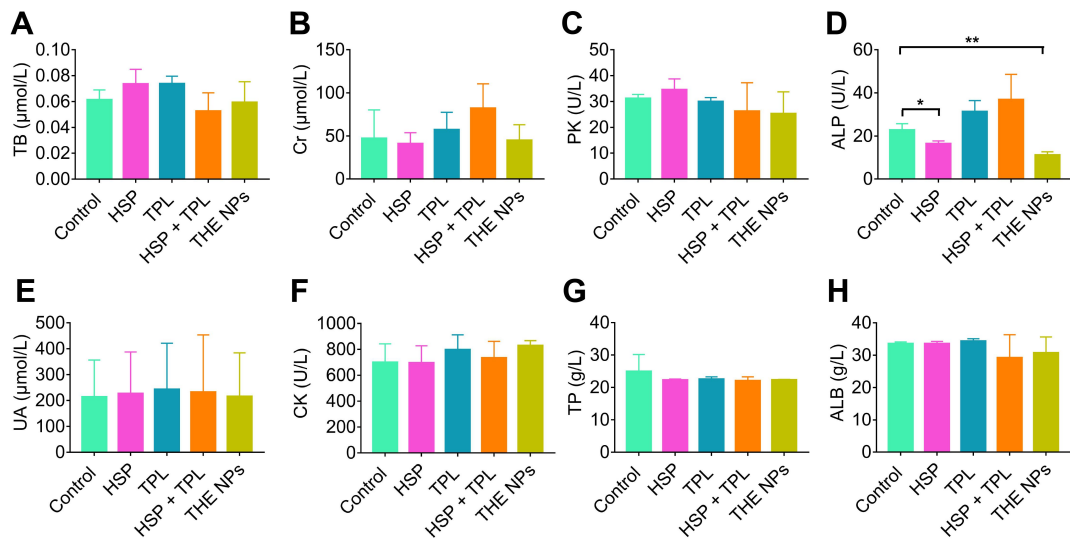 A
TB (µmol/L)
0.10
0.08
0.06
0.04
0.02
0.00
Control
HSP
TPL
HSP + TPL
THE NPs
B
Cr (µmol/L)
150
100
50
0
Control
HSP
TPL
HSP + TPL
THE NPs
C
PK (U/L)
50
40
30
20
10
0
Control
HSP
TPL
HSP + TPL
THE NPs
D
ALP (U/L)
60
40
20
0
**
*
Control
HSP
TPL
HSP + TPL
THE NPs
E
UA (µmol/L)
500
400
300
200
100
0
Control
HSP
TPL
HSP + TPL
THE NPs
F
CK (U/L)
1000
800
600
400
200
0
Control
HSP
TPL
HSP + TPL
THE NPs
G
TP (g/L)
40
30
20
10
0
Control
HSP
TPL
HSP + TPL
THE NPs
H
ALB (g/L)
40
30
20
10
0
Control
HSP
TPL
HSP + TPL
THE NPs